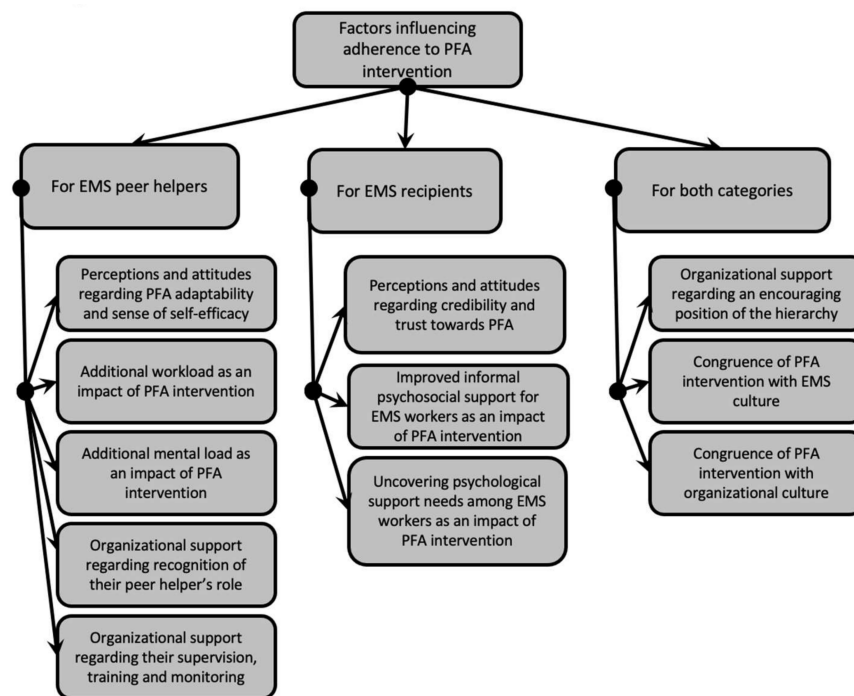 Factors influencing
adherence to PFA
intervention
For EMS peer helpers
For EMS recipients
For both categories
Perceptions and attitudes
regarding PFA adaptability
and sense of self-efficacy
Additional workload as an
impact of PFA intervention
Additional mental load as
an impact of PFA
intervention
Organizational support
regarding recognition of
their peer helper's role
Organizational support
regarding their supervision,
training and monitoring
Perceptions and attitudes
regarding credibility and
trust towards PFA
Improved informal
psychosocial support for
EMS workers as an impact
of PFA intervention
Uncovering psychological
support needs among EMS
workers as an impact of
PFA intervention
Organizational support
regarding an encouraging
position of the hierarchy
Congruence of PFA
intervention with EMS
culture
Congruence of PFA
intervention with
organizational culture